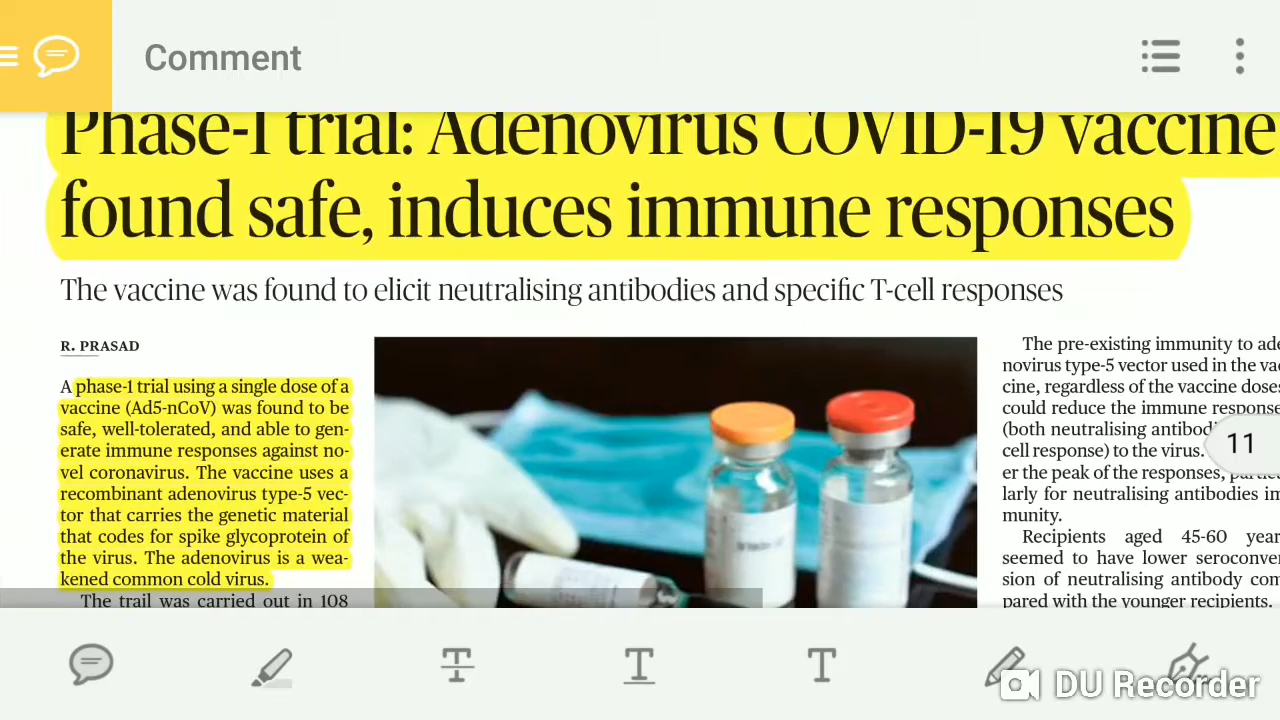 Comment
Phase-1 trial: Adenovirus COVID-19 vaccine
found safe, induces immune responses
The vaccine was found to elicit neutralising antibodies and specific T-cell responses
R. PRASAD
A phase-1 trial using a single dose of a
vaccine (Ad5-nCoV) was found to be
safe, well-tolerated, and able to gen-
erate immune responses against no-
vel coronavirus. The vaccine uses a
recombinant adenovirus type-5 vec-
tor that carries the genetic material
that codes for spike glycoprotein of
the virus. The adenovirus is a wea-
kened common cold virus.
The trail was carried out in 108
The pre-existing immunity to ade
novirus type-5 vector used in the vac
cine, regardless of the vaccine doses
could reduce the immune response
(both neutralising antibodi
cell response) to the virus.
er the peak of the responses,
larly for neutralising antibodies im
munity.
Recipients aged 45-60 year
seemed to have lower seroconver
sion of neutralising antibody com
pared with the younger recipients.
11
T
T
T
DU Recorder